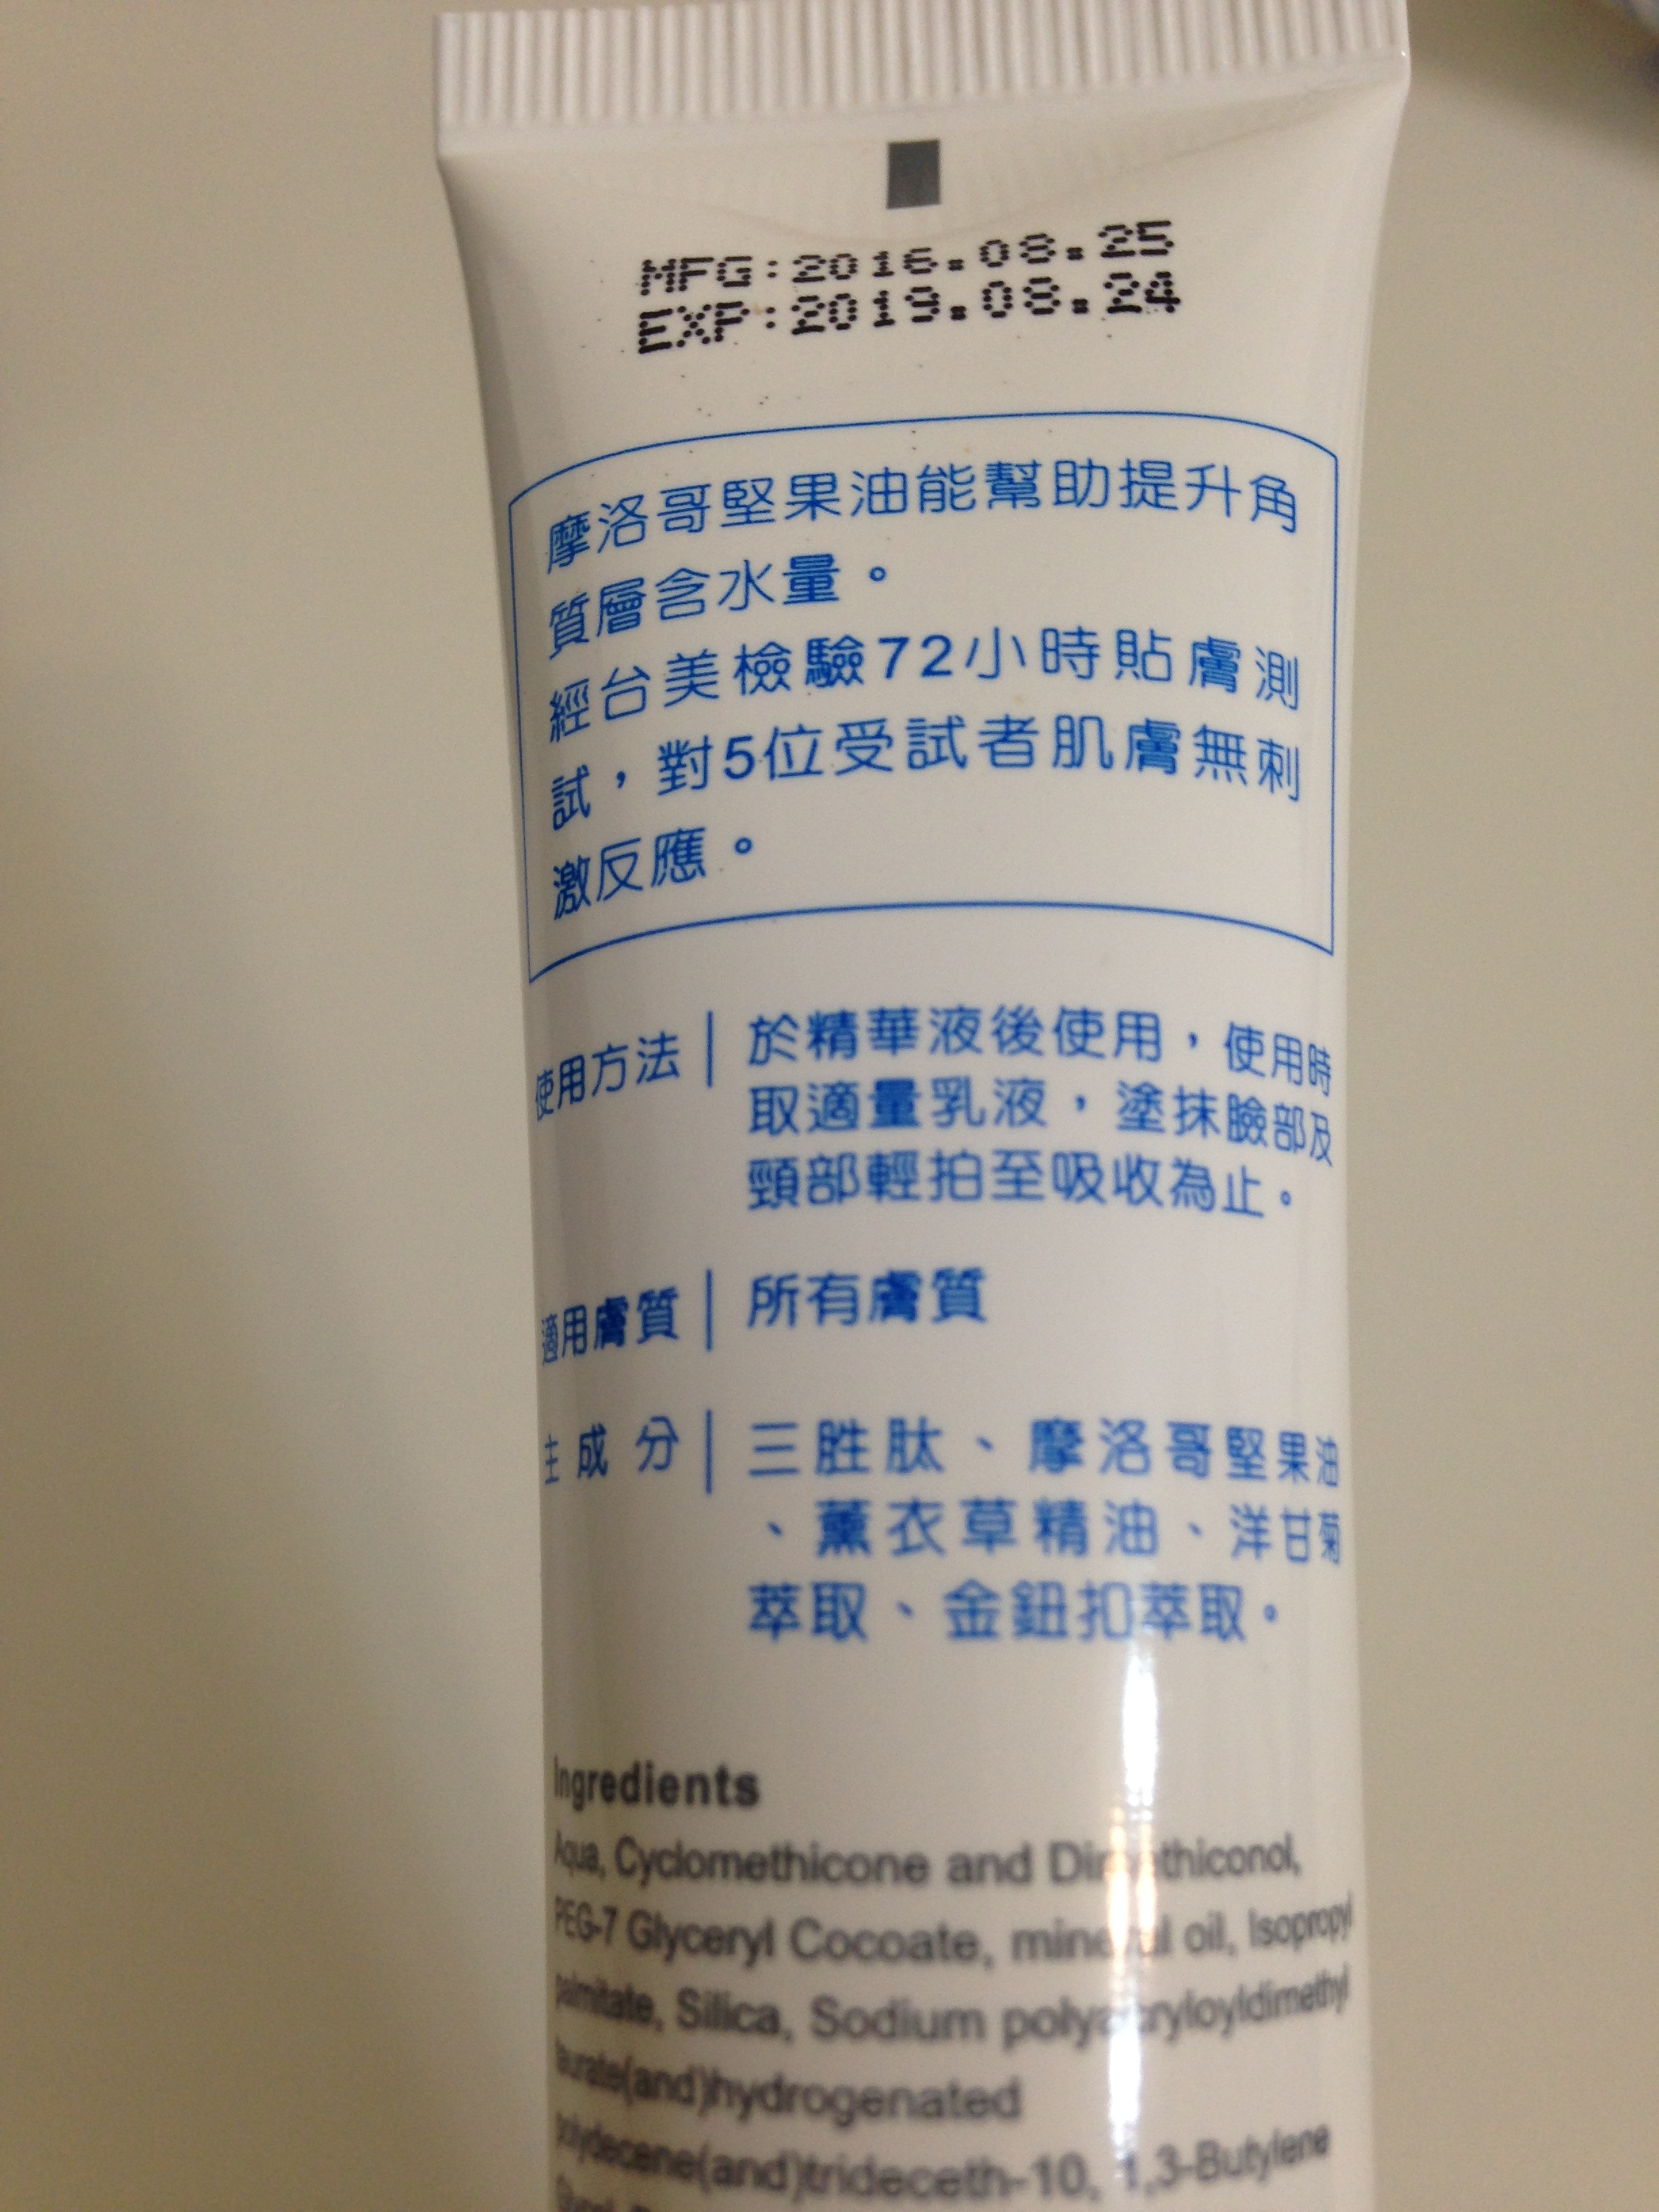 MFG:2016.08.25
EXP:2019.08.24
摩洛哥堅果油能幫助提升角
質層含水量。
經台美檢驗72小時貼膚測
試，對5位受試者肌膚無刺
激反應。
使用方法｜於精華液後使用，使用時
取適量乳液，塗抹臉部及
頸部輕拍至吸收為止。
適用膚質｜所有膚質
主成分｜三胜肽、摩洛哥堅果油
、薰衣草精油、洋甘菊
萃取、金鈕扣萃取。
Ingredients
Aqua, Cyclomethicone and Dimethiconol,
PEG-7 Glyceryl Cocoate, mineral oil, Isopropyl
palmitate, Silica, Sodium polyacryloyldimethyl
taurate(and)hydrogenated
polydecene(and)trideceth-10, 1,3-Butylene